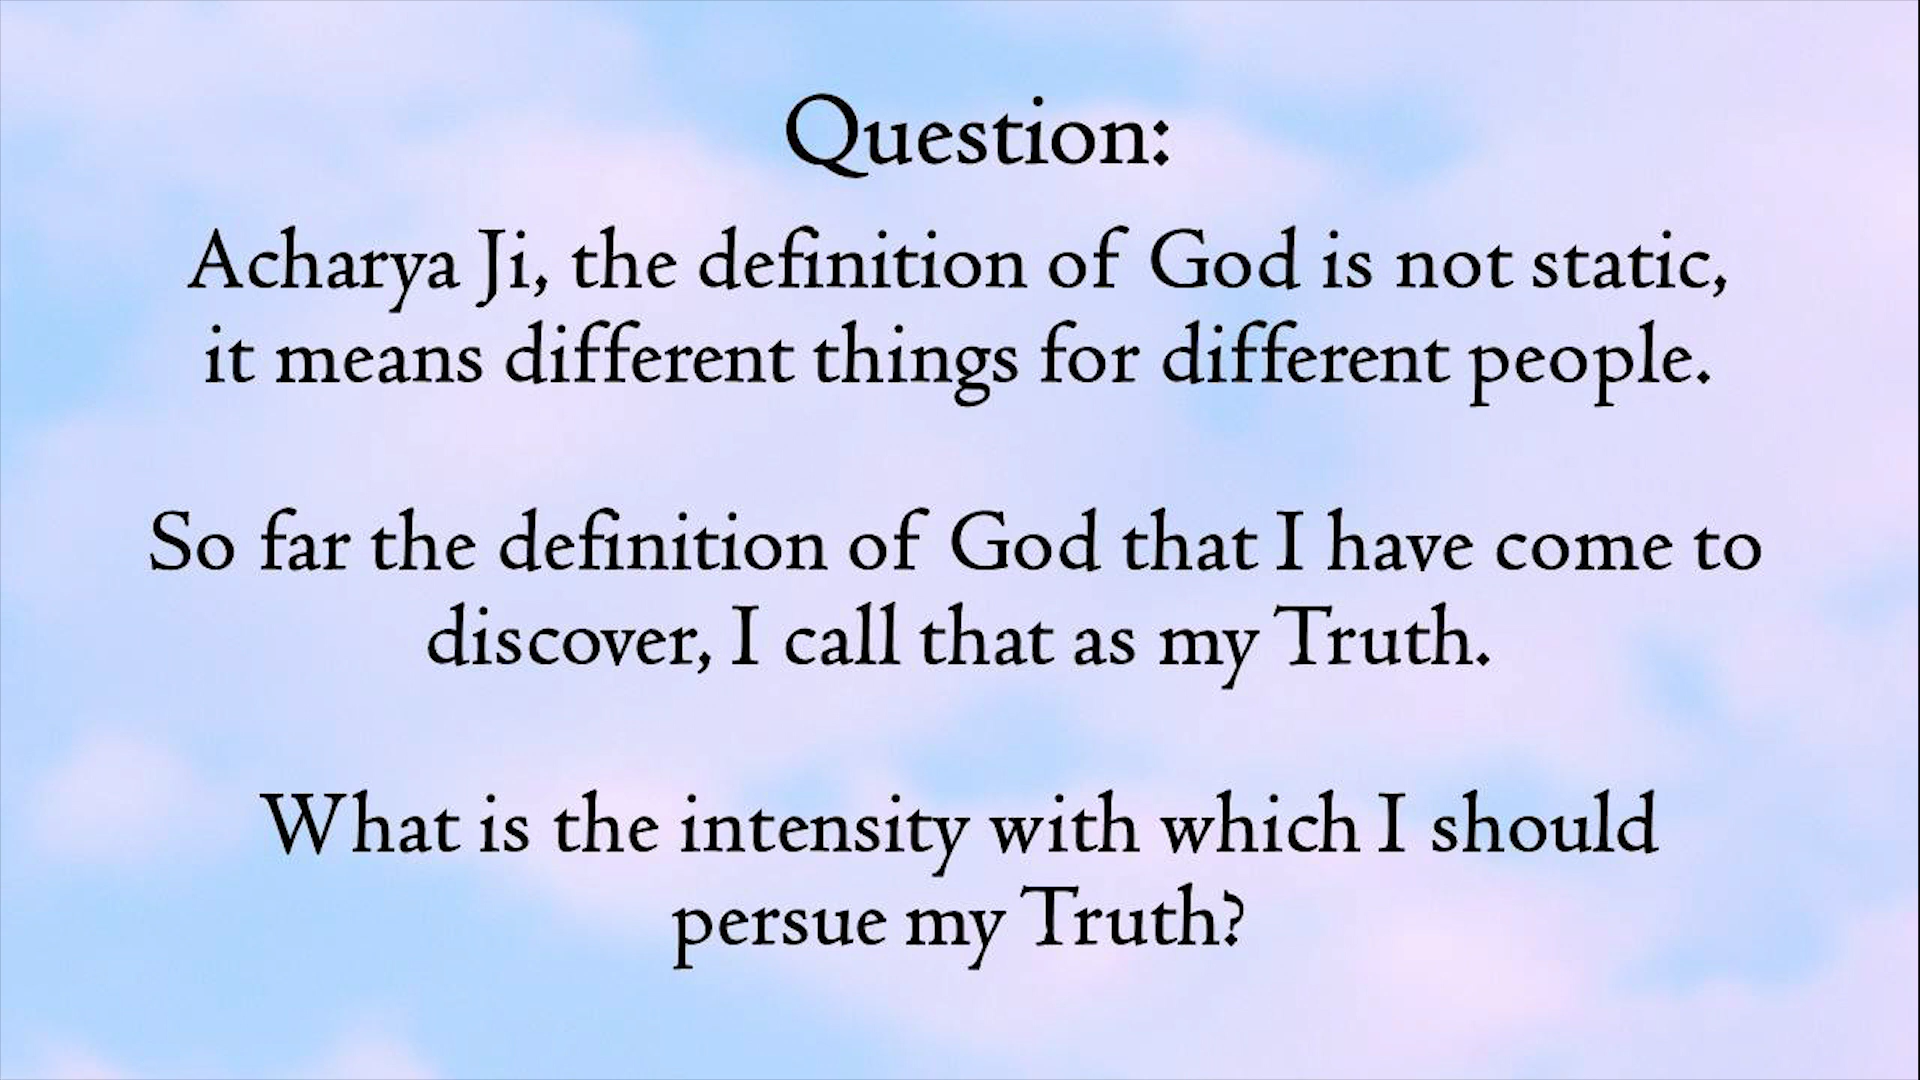 Question:
Acharya Ji, the definition of God is not static,
it means different things for different people.
So far the definition of God that I have come to
discover, I call that as my Truth.
What is the intensity with which I should
persue my Truth?